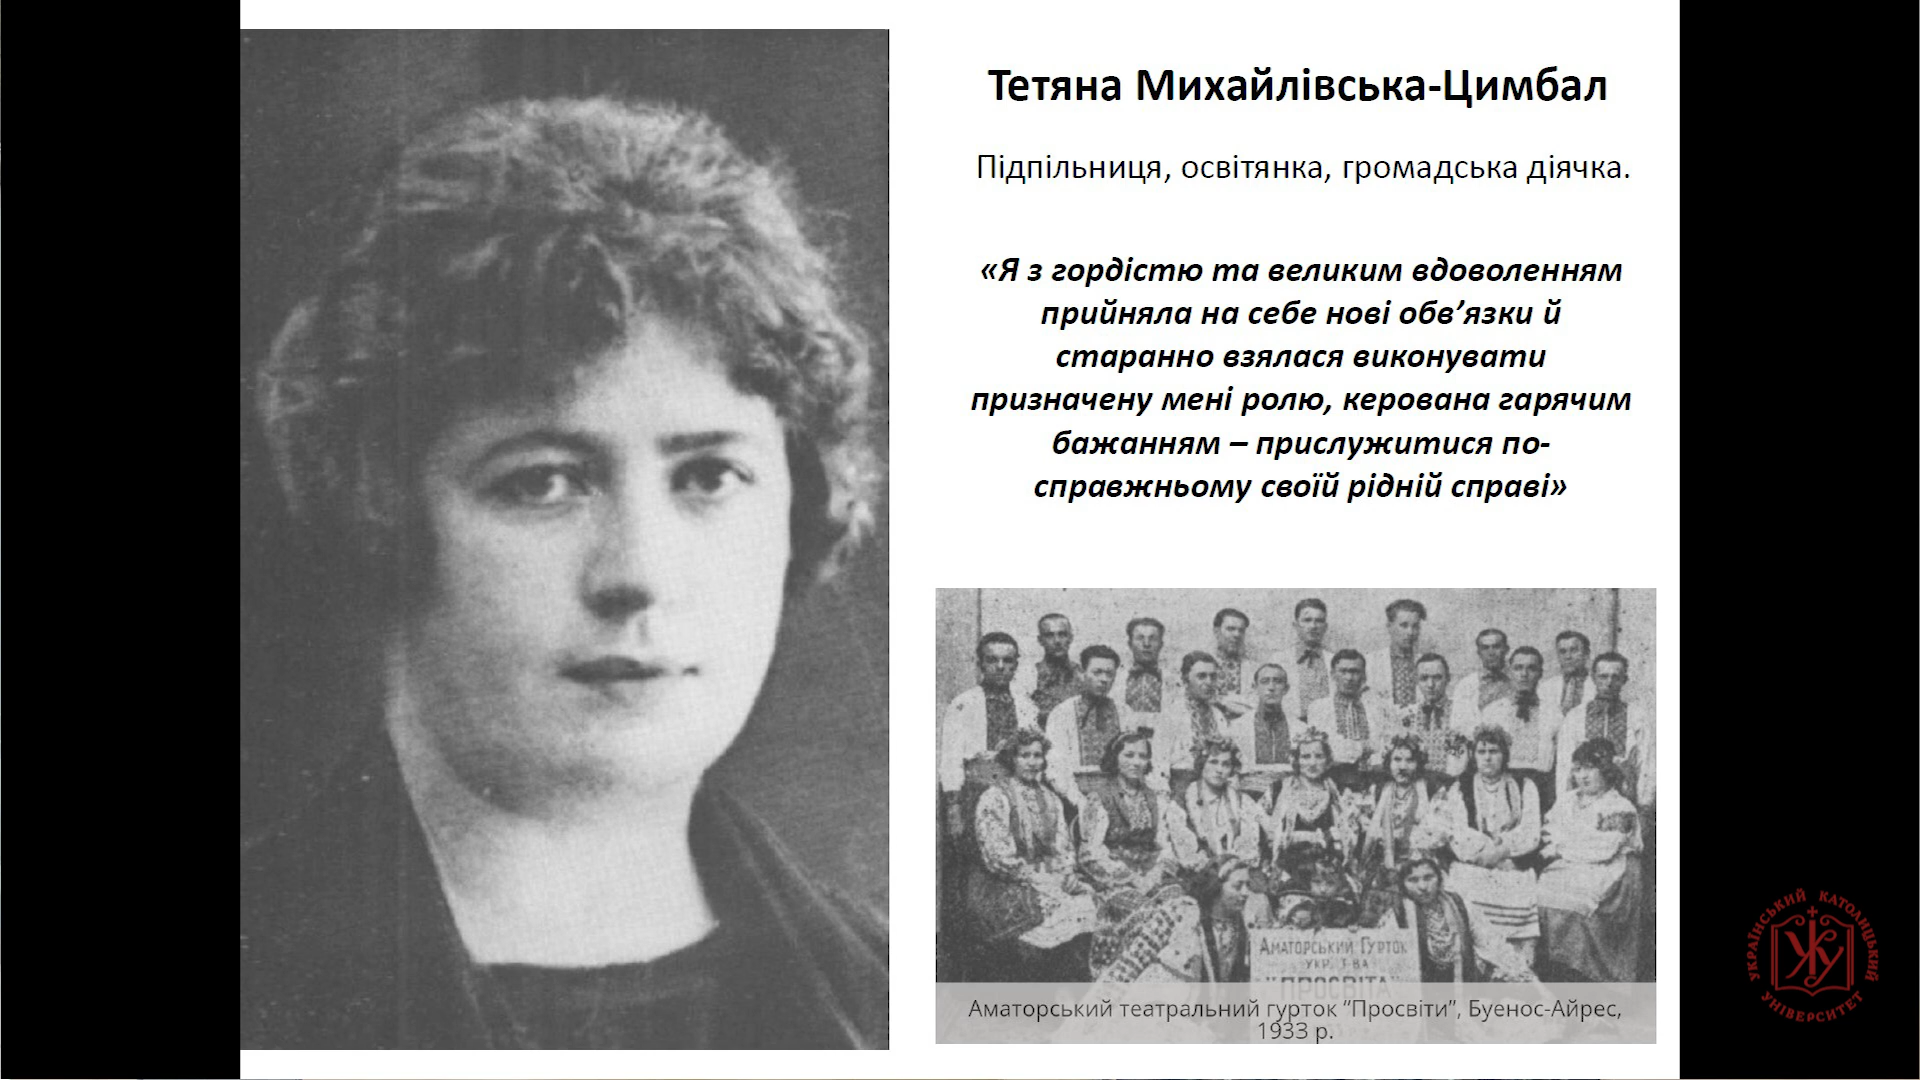 Тетяна Михайлівська-Цимбал
Підпільниця, освітянка, громадська діячка.
«Я з гордістю та великим вдоволенням
прийняла на себе нові обв’язки й
старанно взялася виконувати
призначену мені ролю, керована гарячим
бажанням – прислужитися по-
справжньому своїй рідній справі»
Аматорський Гурток
укр. т-ва
"ПРОСВІТА"
Аматорський театральний гурток “Просвіти”, Буенос-Айрес,
1933 р.
УКРАЇНСЬКИЙ КАТОЛИЦЬКИЙ
УНІВЕРСИТЕТ